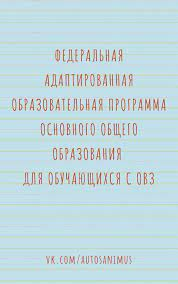 ФЕДЕРАЛЬНАЯ
АДАПТИРОВАННАЯ
ОБРАЗОВАТЕЛЬНАЯ ПРОГРАММА
ОСНОВНОГО ОБЩЕГО
ОБРАЗОВАНИЯ
ДЛЯ ОБУЧАЮЩИХСЯ С ОВЗ
VK.COM/AUTOSANIMUS